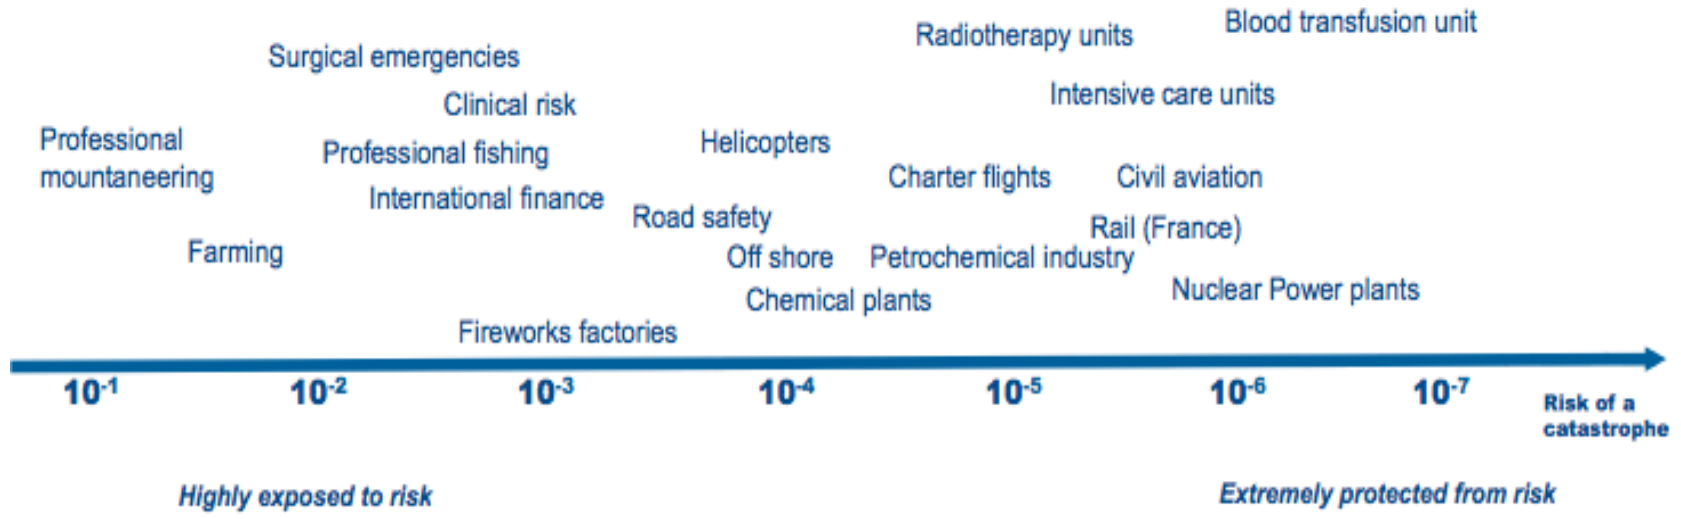 Blood transfusion unit
Radiotherapy units
Surgical emergencies
Intensive care units
Clinical risk
Professional
mountaneering
Helicopters
Professional fishing
Charter flights
Civil aviation
International finance
Road safety
Rail (France)
Farming
Off shore
Petrochemical industry
Nuclear Power plants
Chemical plants
Fireworks factories
10⁻¹ 10⁻² 10⁻³ 10⁻⁴ 10⁻⁵ 10⁻⁶ 10⁻⁷
Risk of a
catastrophe
Highly exposed to risk
Extremely protected from risk